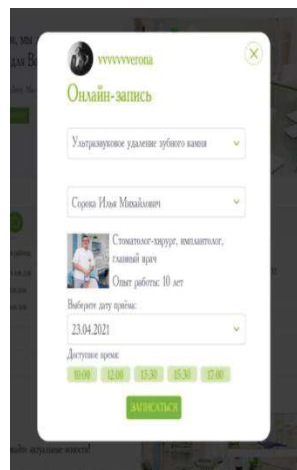 vvvvvverona
Онлайн-запись
Ультразвуковое удаление зубного камня
Сорока Илья Михайлович
Стоматолог-хирург, имплантолог,
главный врач
Опыт работы: 10 лет
Выберите дату приёма:
23.04.2021
Доступное время:
10:00 12:00 13:30 15:30 17:00
ЗАПИСАТЬСЯ